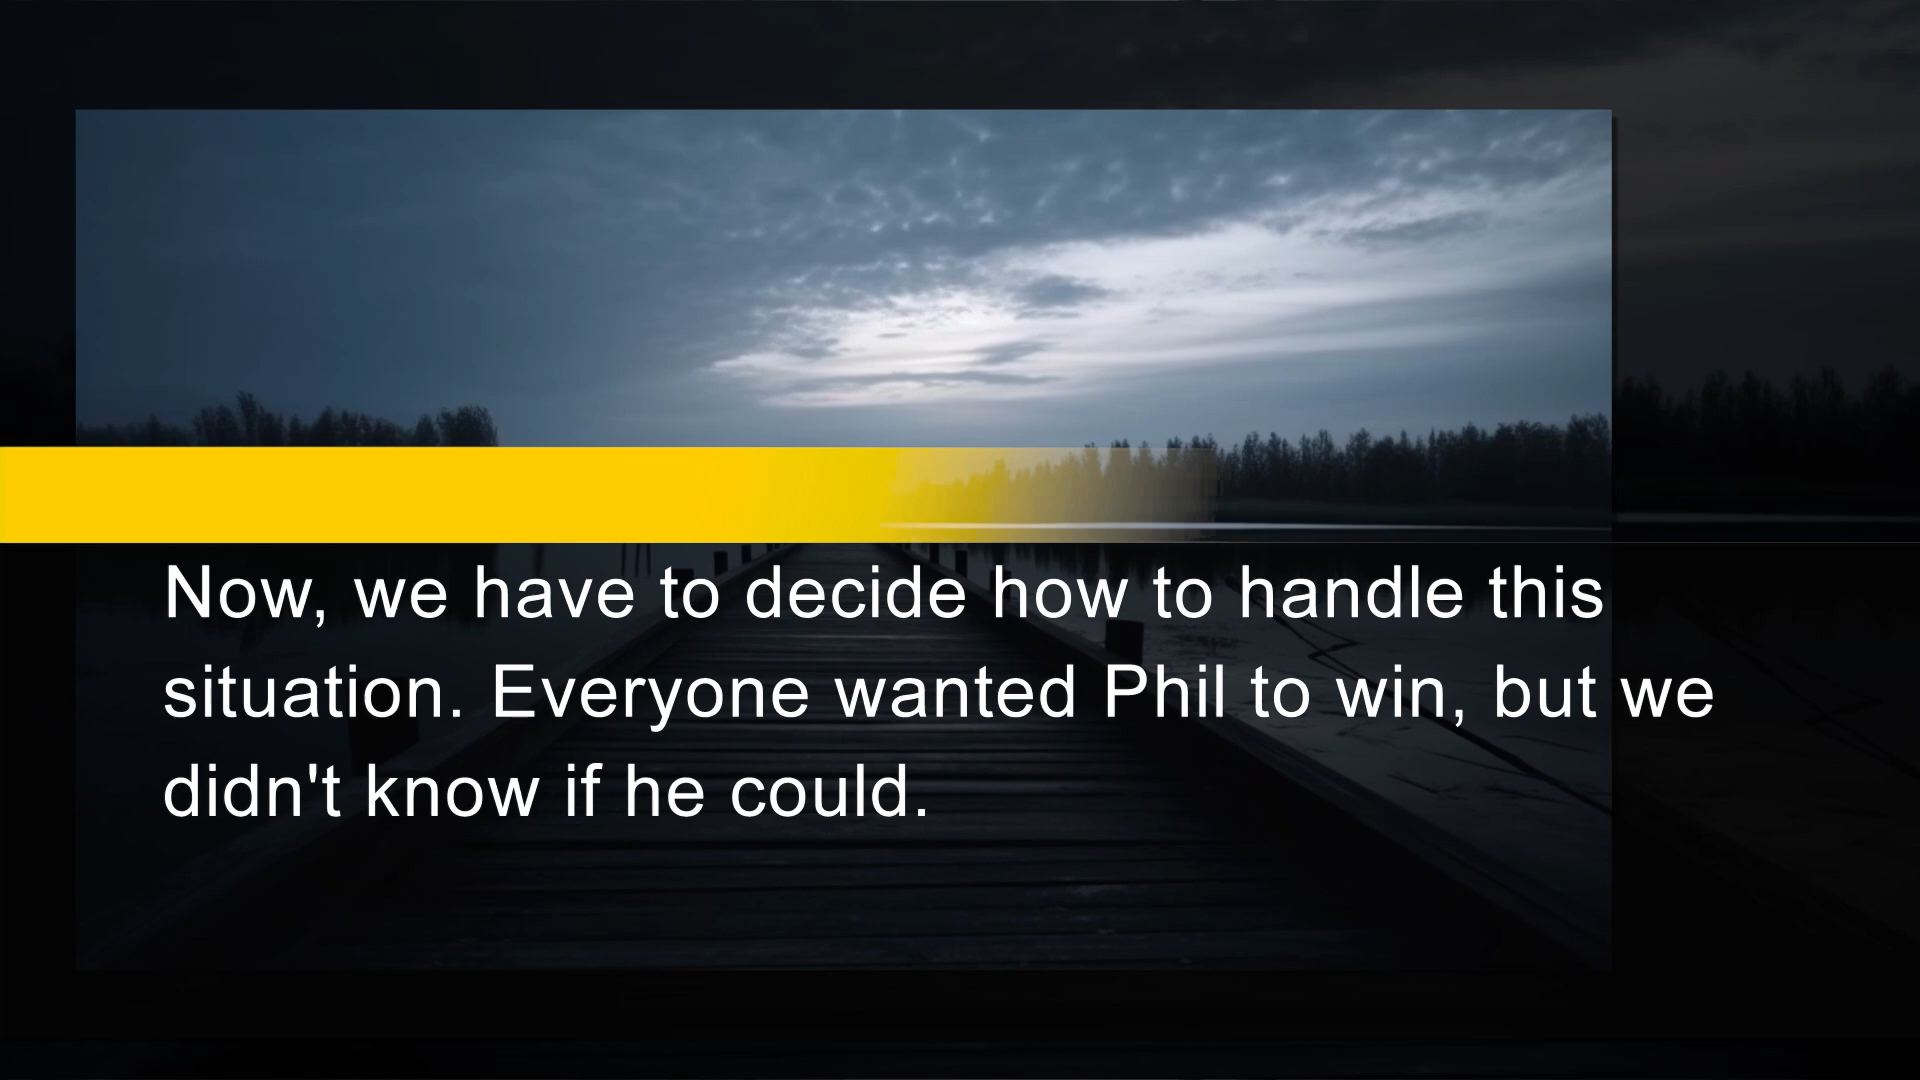 Now, we have to decide how to handle this
situation. Everyone wanted Phil to win, but we
didn't know if he could.